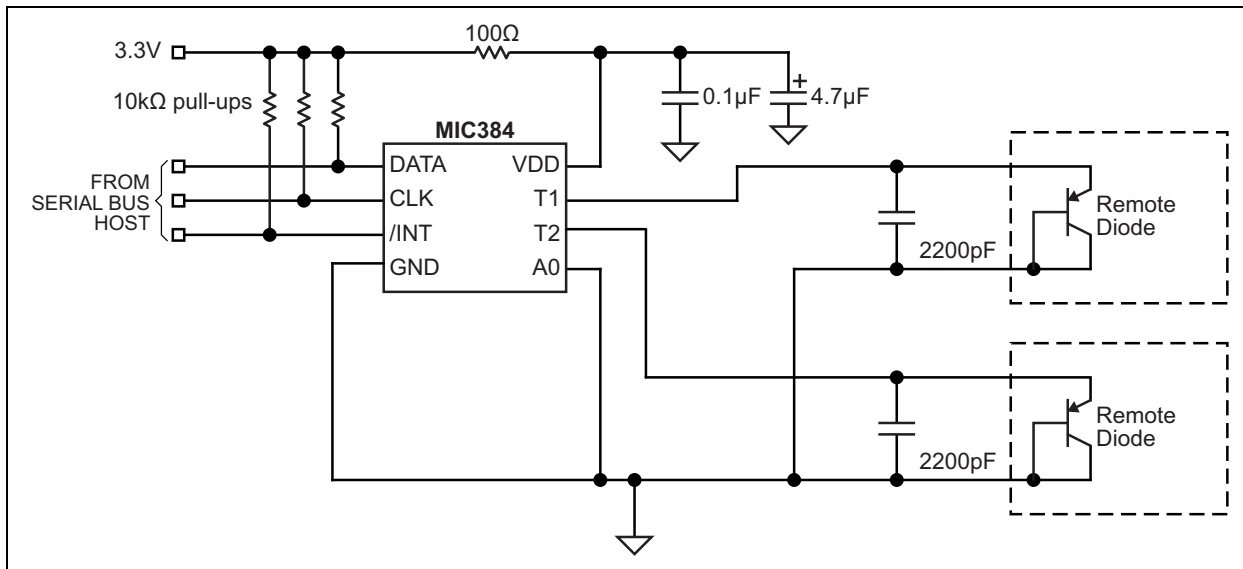 100Ω
3.3V
10kΩ pull-ups
0.1µF
+
4.7µF
MIC384
DATA
VDD
FROM
SERIAL BUS
HOST
CLK
T1
/INT
T2
GND
A0
Remote
Diode
2200pF
Remote
Diode
2200pF